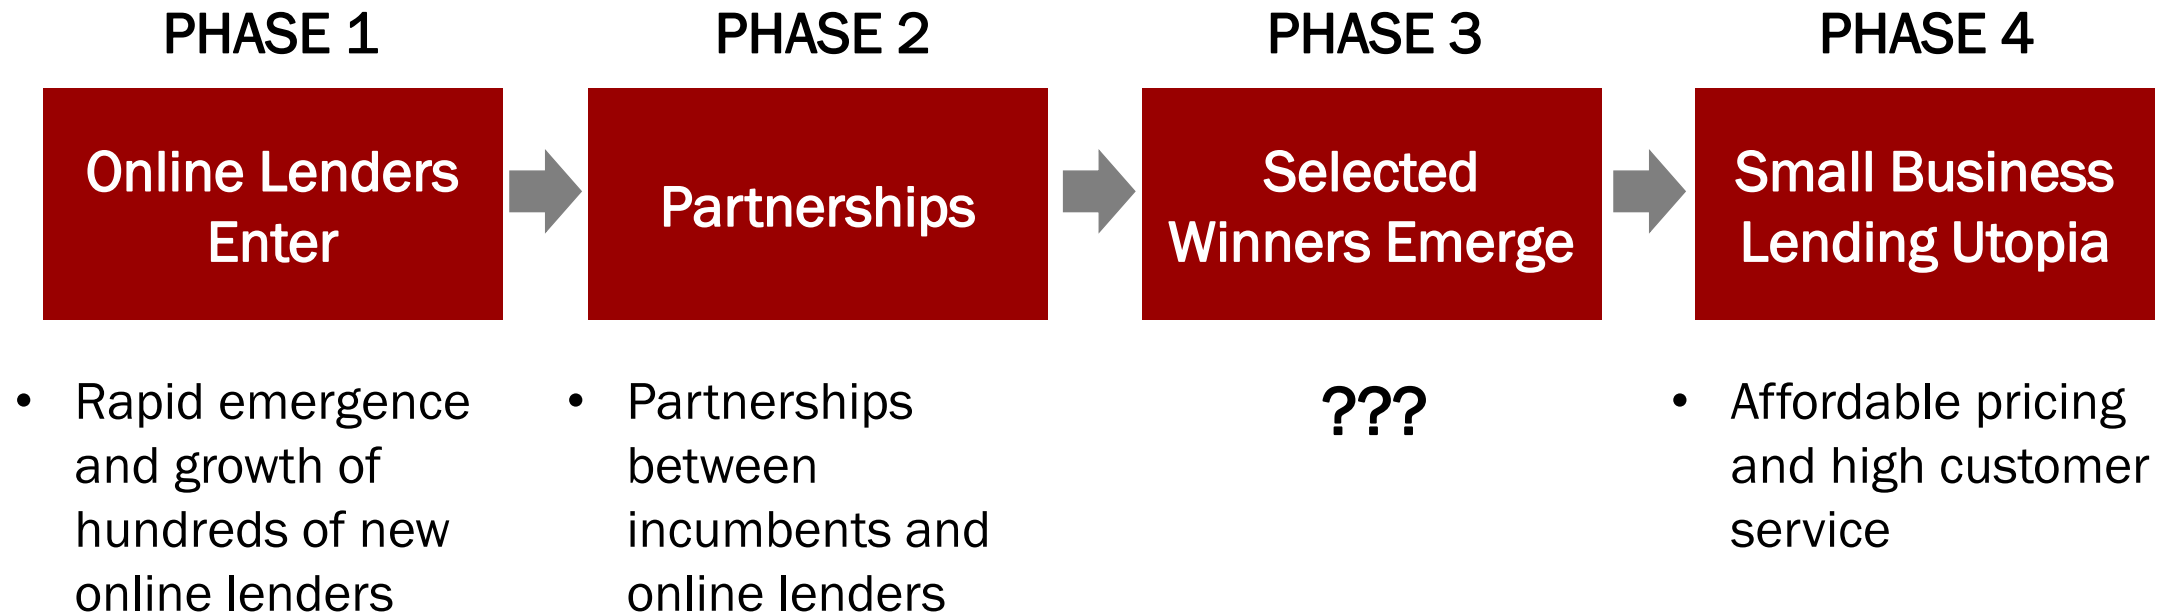 PHASE 1
Online Lenders
Enter
• Rapid emergence
and growth of
hundreds of new
online lenders
PHASE 2
Partnerships
• Partnerships
between
incumbents and
online lenders
PHASE 3
Selected
Winners Emerge
???
PHASE 4
Small Business
Lending Utopia
• Affordable pricing
and high customer
service